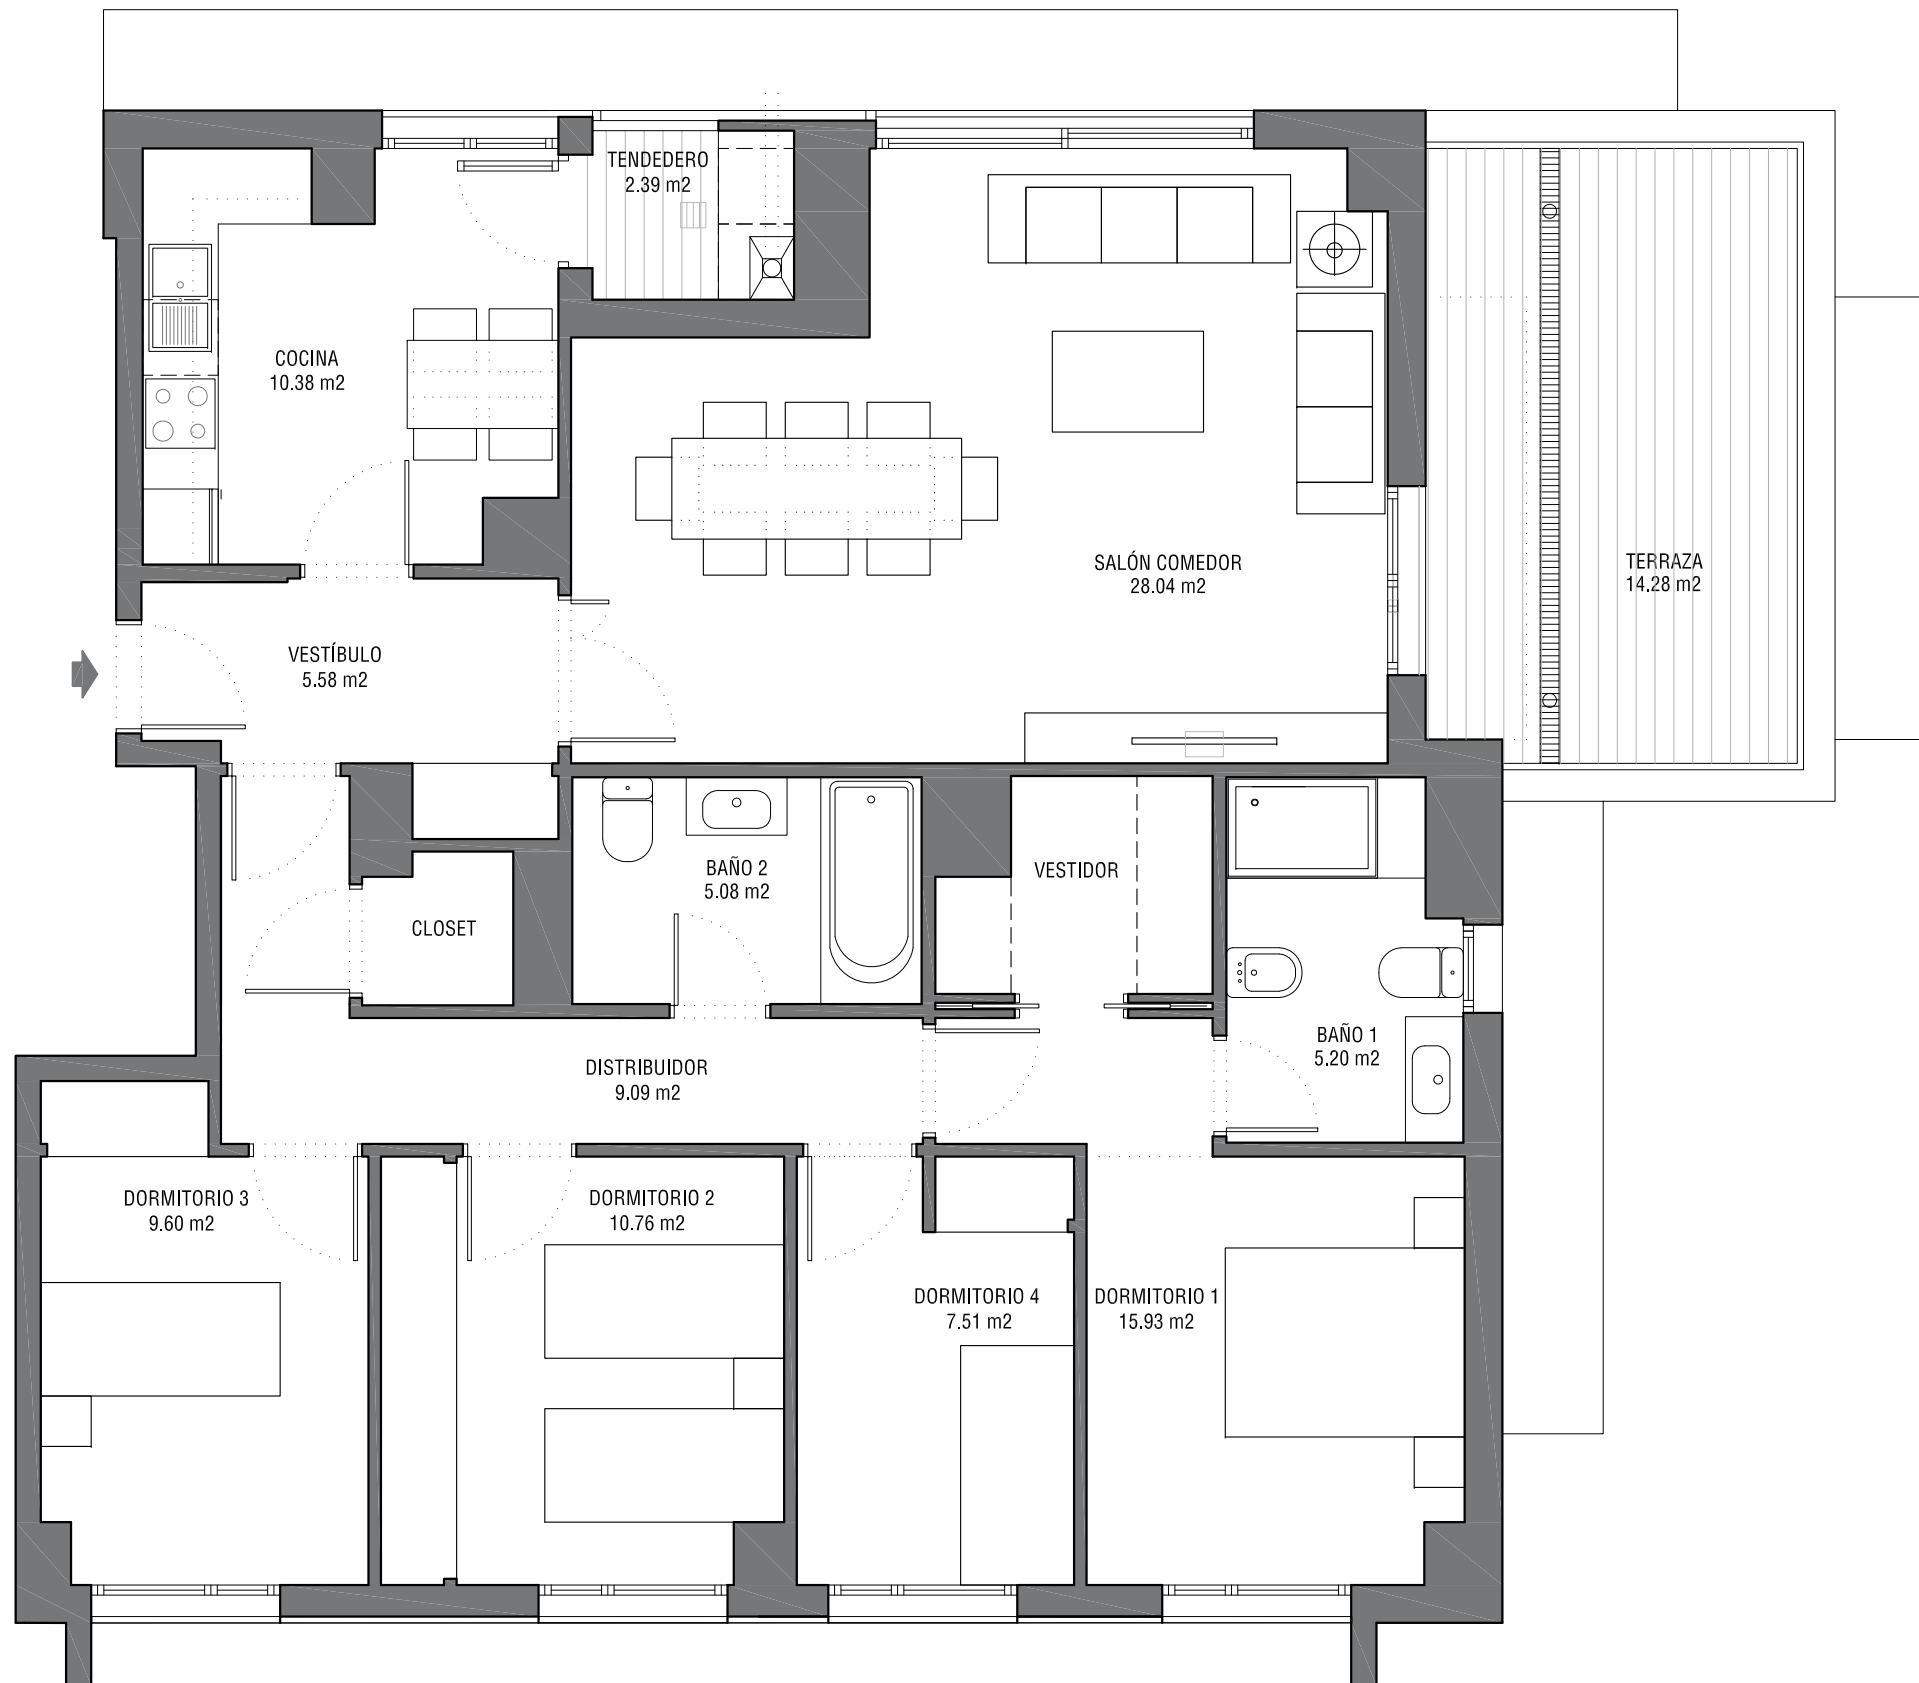 TENDEDERO
2.39 m2
COCINA
10.38 m2
SALÓN COMEDOR
28.04 m2
TERRAZA
14.28 m2
VESTÍBULO
5.58 m2
BAÑO 2
5.08 m2
VESTIDOR
CLOSET
BAÑO 1
5.20 m2
DISTRIBUIDOR
9.09 m2
DORMITORIO 3
9.60 m2
DORMITORIO 2
10.76 m2
DORMITORIO 4
7.51 m2
DORMITORIO 1
15.93 m2